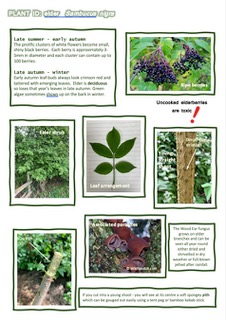 PLANT ID: elder Sambucus nigra
Late summer - early autumn
The prolific clusters of white flowers become small,
shiny black berries. Each berry is approximately 6-
8mm in diameter and each cluster can contain up to
100 berries.
Late autumn - winter
Early autumn leaf buds always look crimson red and
tattered with emerging leaves. Elder is deciduous
so loses that year's leaves in late autumn. Green
algae sometimes shows up on the bark in winter.
Ripe berries
Uncooked elderberries
are toxic
Elder shrub
Leaf arrangement
Associated parasites
The Wood Ear fungus
grows on elder
branches and can be
seen all year round
either dried and
shrivelled in dry
weather or full blown
jellied after rainfall.
If you cut into a young shoot - you will see at its centre a soft spongey pith
which can be gouged out easily using a tent peg or bamboo kebab stick.